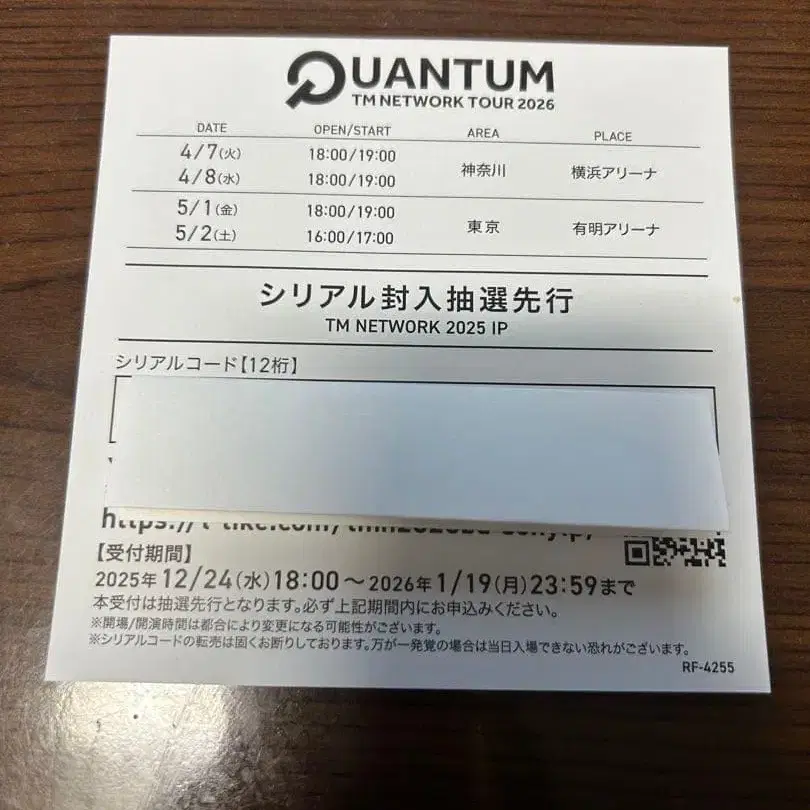 QUANTUM
TM NETWORK TOUR 2026
DATE OPEN/START AREA PLACE
4/7(火) 18:00/19:00
神奈川 横浜アリーナ
4/8(水) 18:00/19:00
5/1(金) 18:00/19:00
東京 有明アリーナ
5/2(土) 16:00/17:00
シリアル封入抽選先行
TM NETWORK 2025 IP
シリアルコード【12桁】
【受付期間】
2025年12/24(水)18:00～2026年1/19(月)23:59まで
本受付は抽選先行となります。必ず上記期間内にお申込みください。
※開場/開演時間は都合により変更になる可能性がございます。
※シリアルコードの転売は固くお断りしております。万が一発覚の場合は当日入場できない恐れがございます。
RF-4255